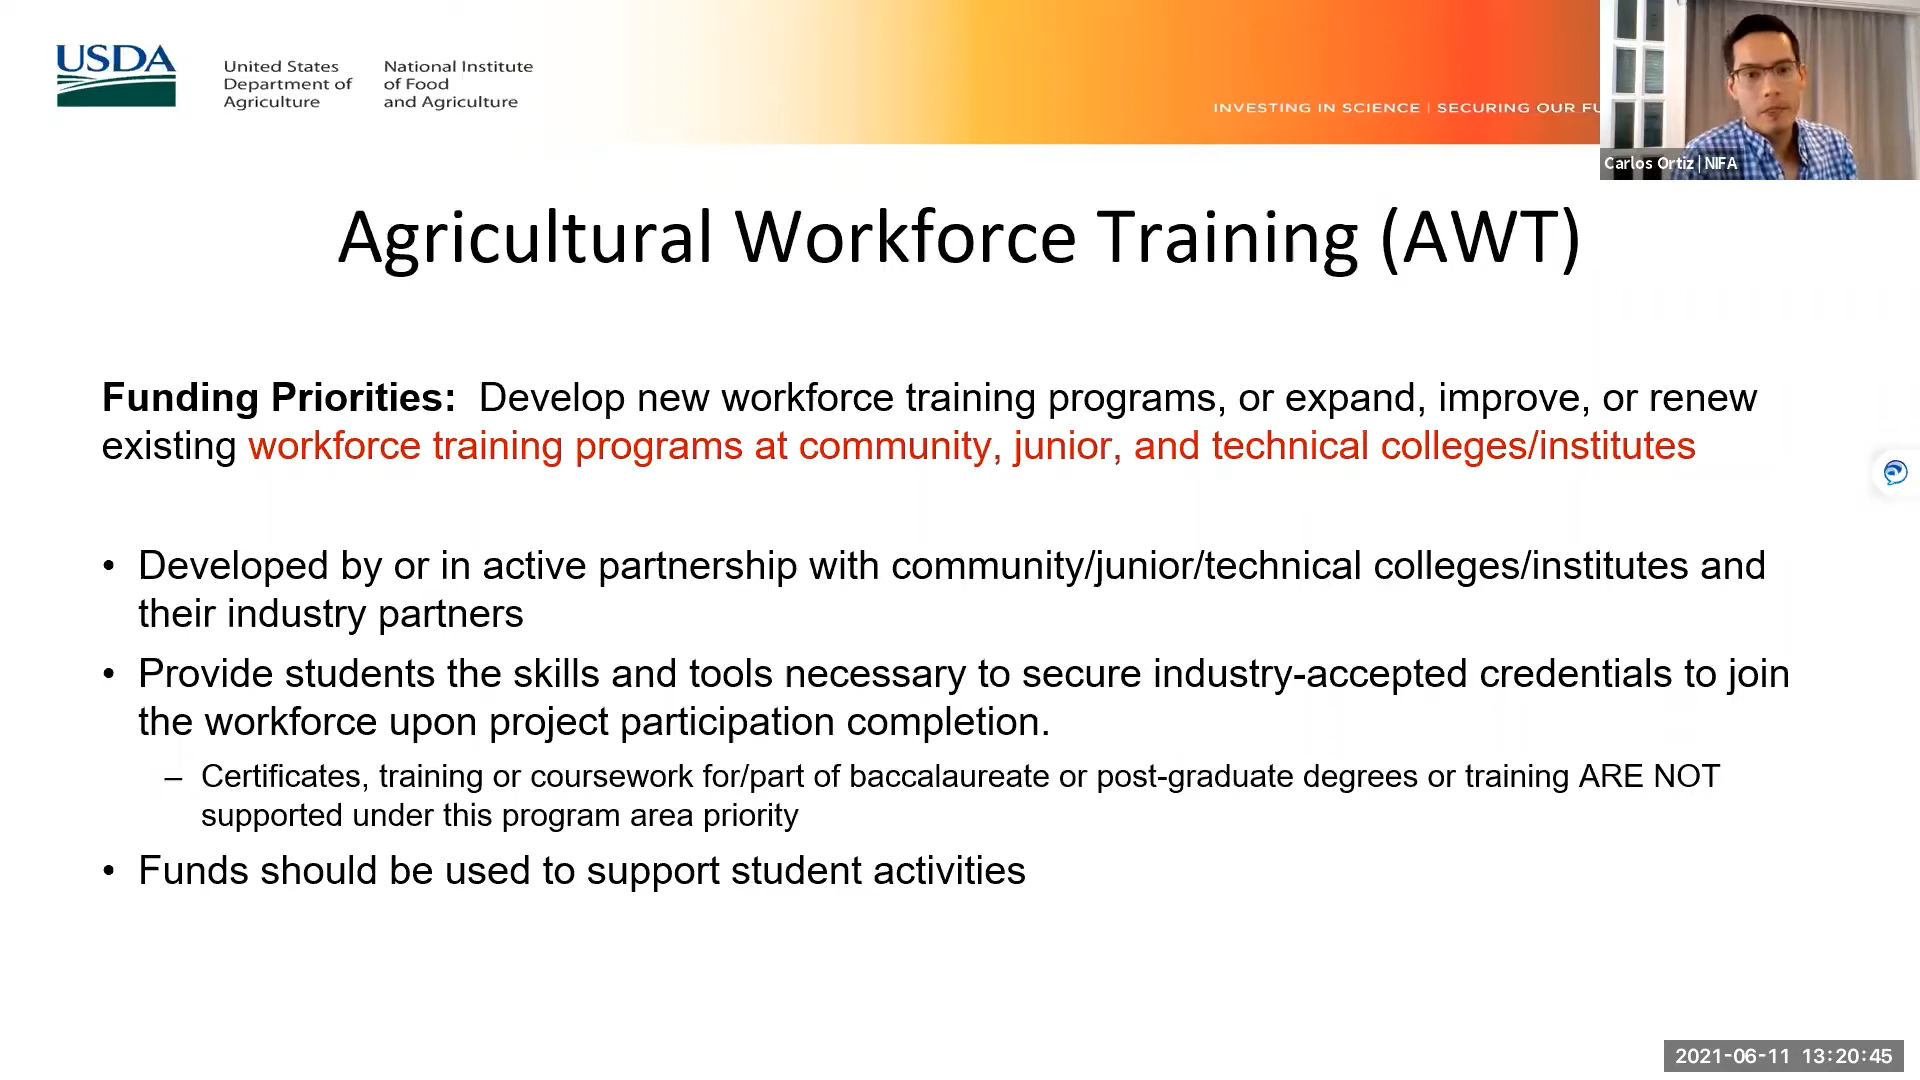 USDA
United States
Department of
Agriculture
National Institute
of Food
and Agriculture
INVESTING IN SCIENCE | SECURING OUR
Carlos Ortiz | NIFA
Agricultural Workforce Training (AWT)
Funding Priorities: Develop new workforce training programs, or expand, improve, or renew
existing workforce training programs at community, junior, and technical colleges/institutes
• Developed by or in active partnership with community/junior/technical colleges/institutes and
their industry partners
• Provide students the skills and tools necessary to secure industry-accepted credentials to join
the workforce upon project participation completion.
– Certificates, training or coursework for/part of baccalaureate or post-graduate degrees or training ARE NOT
supported under this program area priority
• Funds should be used to support student activities
2021-06-11 13:20:45